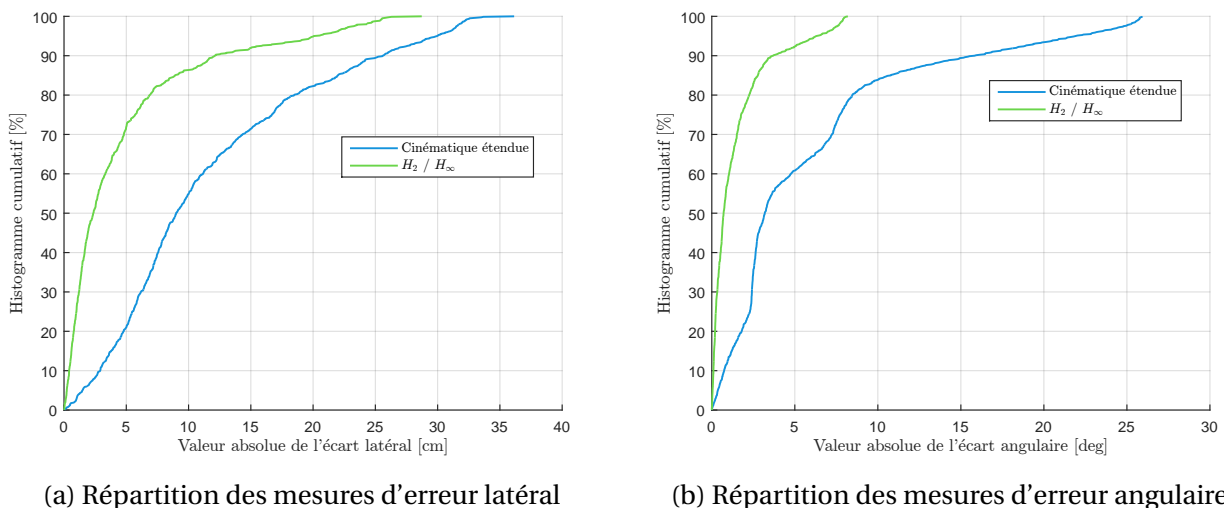 100
90
80
70
60
50
40
30
20
10
0
Histogramme cumulatif [%]
Cinématique étendue
H₂ / H∞
0 5 10 15 20 25 30 35 40
Valeur absolue de l'écart latéral [cm]
(a) Répartition des mesures d'erreur latéral
100
90
80
70
60
50
40
30
20
10
0
Histogramme cumulatif [%]
Cinématique étendue
H₂ / H∞
0 5 10 15 20 25 30
Valeur absolue de l'écart angulaire [deg]
(b) Répartition des mesures d'erreur angulaire